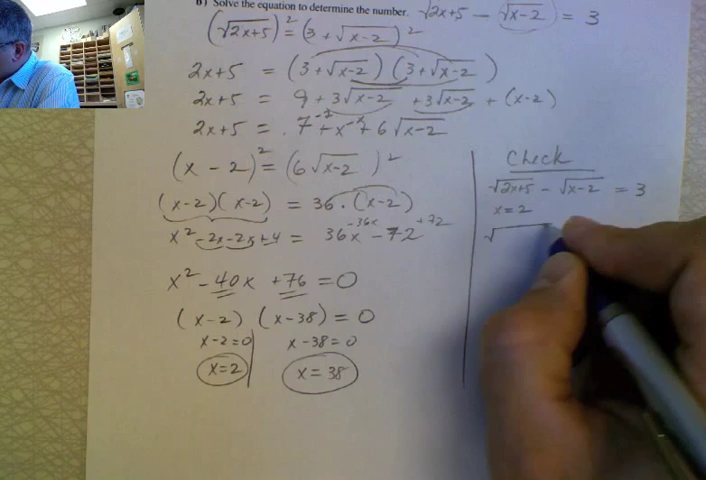 b) Solve the equation to determine the number. √2x+5 - √x-2 = 3
(√2x+5)² = (3 + √x-2)²
2x+5 = (3+√x-2)(3+√x-2)
2x+5 = 9 + 3√x-2 + 3√x-2 + (x-2)
2x+5 = 7 + x + 6√x-2
(x - 2)² = (6√x-2)²
(x-2)(x-2) = 36·(x-2)
x² -2x-2x+4 = 36x - 72
-36x +72
x² - 40x + 76 = 0
(x-2) (x-38) = 0
x-2=0 x-38=0
x=2 x=38
Check
√2x+5 - √x-2 = 3
x=2
√